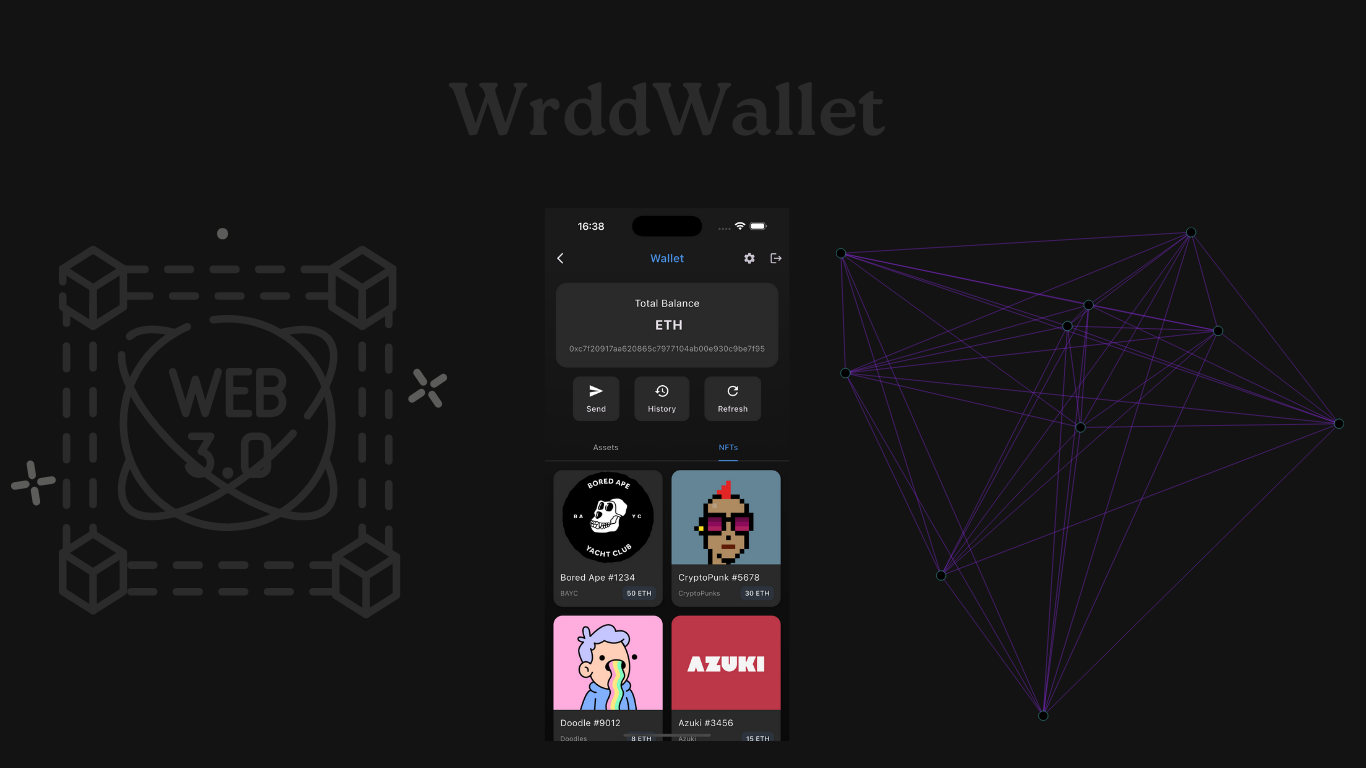 WrddWallet
WEB
3.0
16:38
Wallet
Total Balance
ETH
0xc7f20917aa620865c7977104ab00e930c9be7f95
Send
History
Refresh
Assets
NFTs
BORED APE
BA
YC
YACHT CLUB
Bored Ape #1234
BAYC
50 ETH
CryptoPunk #5678
CryptoPunks
30 ETH
AZUKI
Doodle #9012
Doodles
8 ETH
Azuki #3456
Azuki
15 ETH